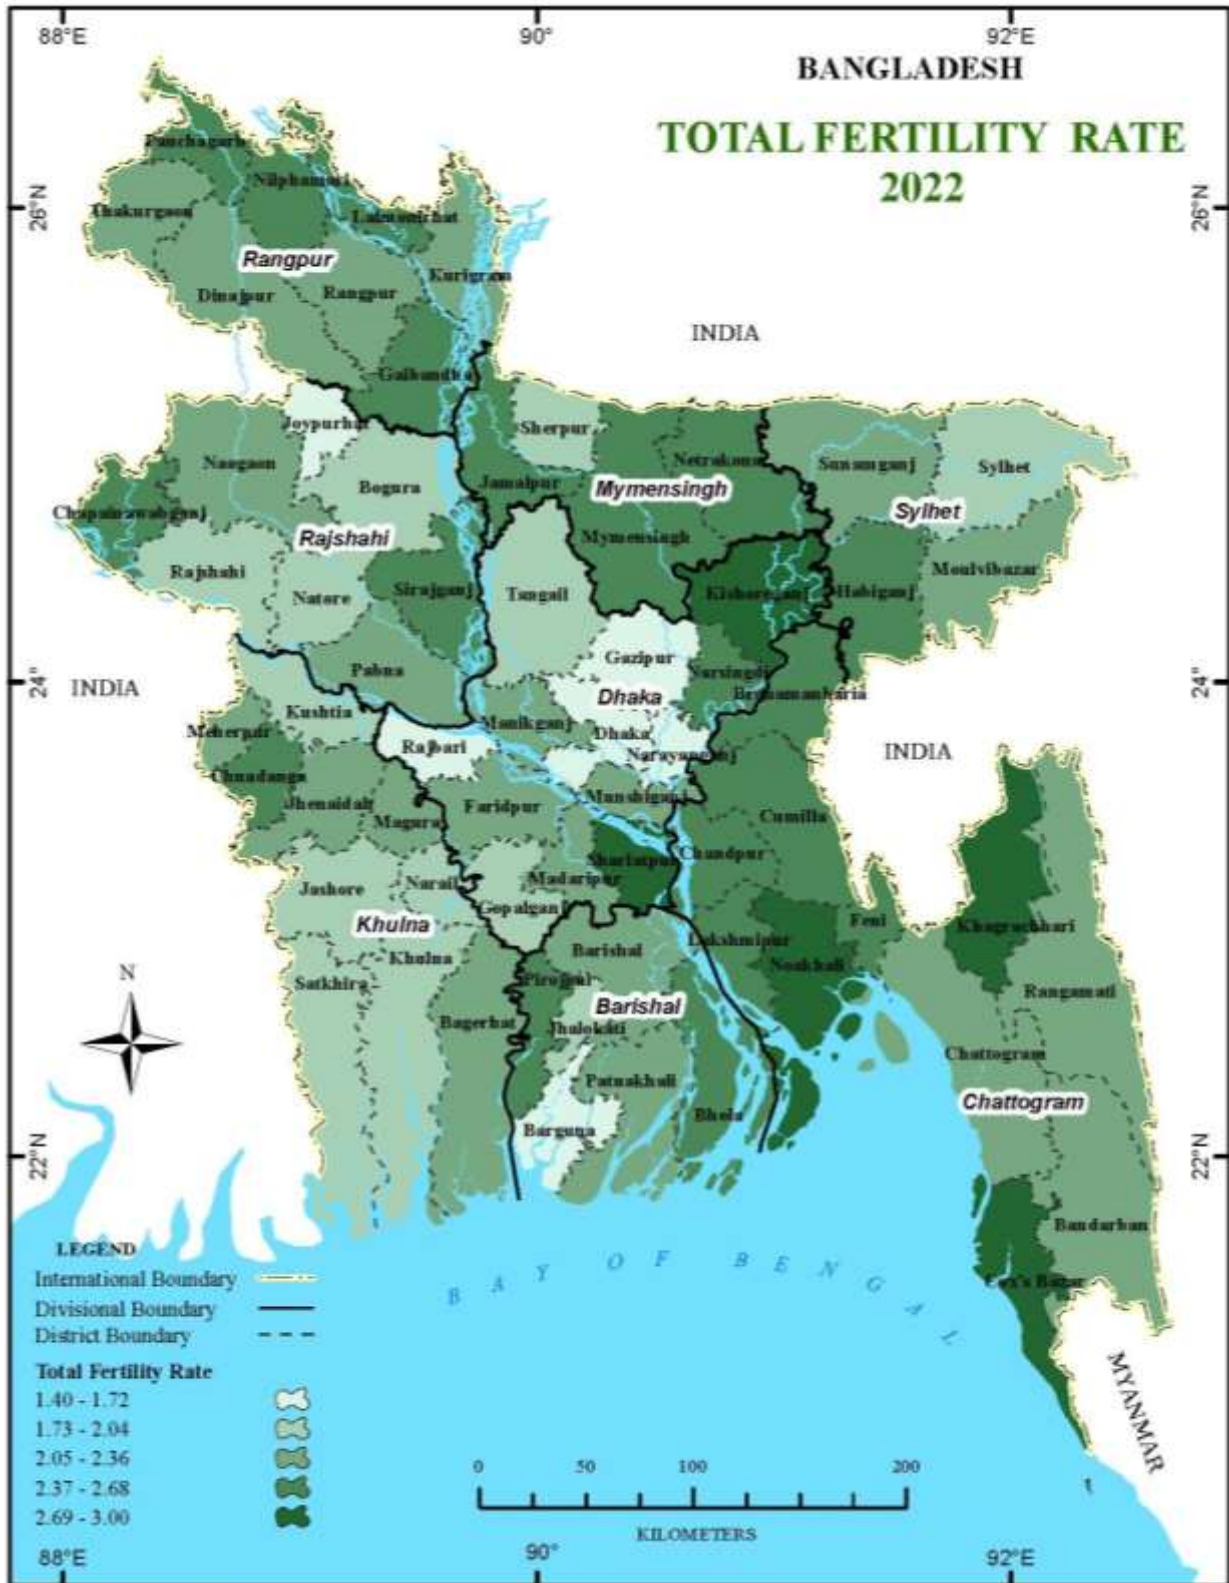 88°E
90°
92°E
BANGLADESH
TOTAL FERTILITY RATE
2022
26°N
26°N
Panchagarh
Nilphamari
Thakurgaon
Lalmonirhat
Rangpur
Kurigram
Dinajpur
Rangpur
INDIA
Gaibandha
Joypurhat
Sherpur
Naogaon
Netrakona
Sunamganj
Sylhet
Bogura
Jamalpur
Mymensingh
Chapainawabganj
Sylhet
Rajshahi
Mymensingh
Rajshahi
Moulvibazar
Natore
Sirajganj
Tangail
Kishoreganj
Habiganj
Gazipur
Pabna
Narsingdi
24°
INDIA
Dhaka
Brahamanbaria
24°N
Kushtia
Manikganj
Meherpur
Rajbari
Dhaka
Narayanganj
INDIA
Chuadanga
Jhenaidah
Faridpur
Munshiganj
Magura
Cumilla
Shariatpur
Chandpur
Jashore
Narail
Madaripur
Gopalganj
Khulna
Feni
Khagrachhari
Lakshmipur
Barishal
Khulna
Noakhali
N
Satkhira
Pirojpur
Rangamati
Barishal
Bagerhat
Jhalokati
Chattogram
Patuakhali
Chattogram
Bhola
Barguna
22°N
22°N
Bandarban
LEGEND
International Boundary
BAY OF BENGAL
Cox's Bazar
Divisional Boundary
District Boundary
Total Fertility Rate
MYANMAR
1.40 - 1.72
1.73 - 2.04
2.05 - 2.36
2.37 - 2.68
2.69 - 3.00
0 50 100 200
KILOMETERS
88°E
90°
92°E